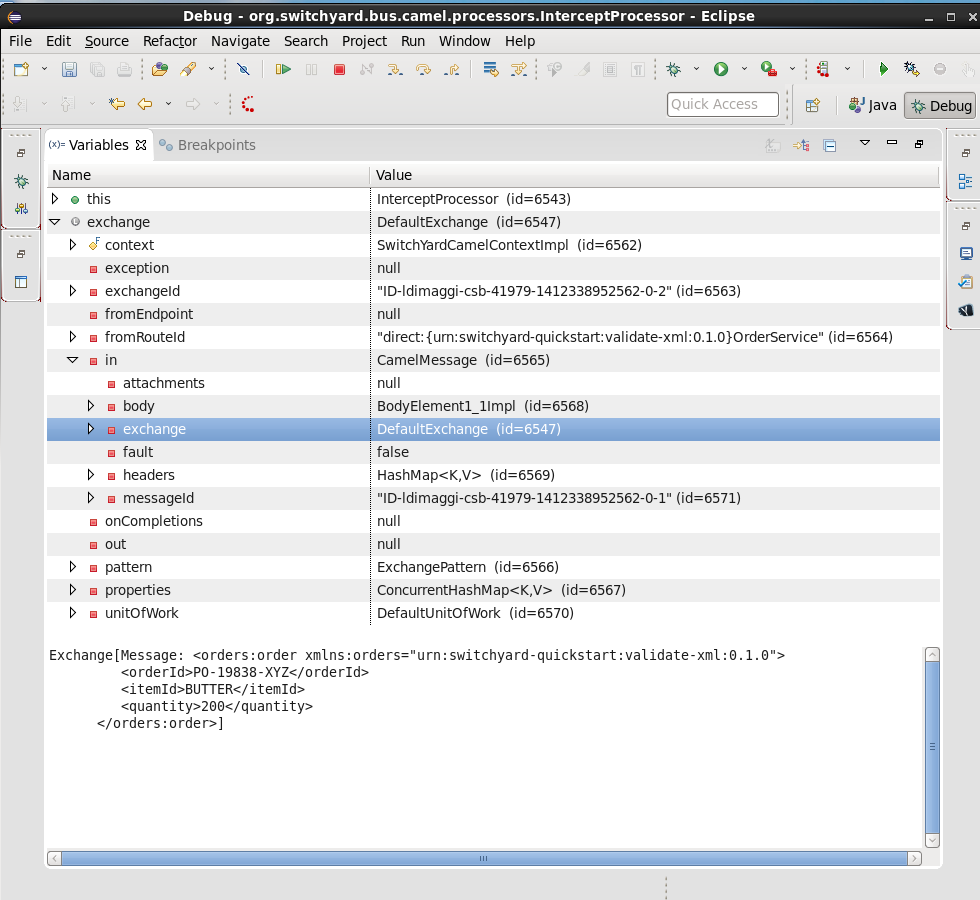 Debug - org.switchyard.bus.camel.processors.InterceptProcessor - Eclipse
File Edit Source Refactor Navigate Search Project Run Window Help
Quick Access Java Debug
(x)= Variables Breakpoints
Name Value
this InterceptProcessor (id=6543)
exchange DefaultExchange (id=6547)
context SwitchYardCamelContextImpl (id=6562)
exception null
exchangeId "ID-ldimaggi-csb-41979-1412338952562-0-2" (id=6563)
fromEndpoint null
fromRouteId "direct:{urn:switchyard-quickstart:validate-xml:0.1.0}OrderService" (id=6564)
in CamelMessage (id=6565)
attachments null
body BodyElement1_1Impl (id=6568)
exchange DefaultExchange (id=6547)
fault false
headers HashMap<K,V> (id=6569)
messageId "ID-ldimaggi-csb-41979-1412338952562-0-1" (id=6571)
onCompletions null
out null
pattern ExchangePattern (id=6566)
properties ConcurrentHashMap<K,V> (id=6567)
unitOfWork DefaultUnitOfWork (id=6570)
Exchange[Message: <orders:order xmlns:orders="urn:switchyard-quickstart:validate-xml:0.1.0">
<orderId>PO-19838-XYZ</orderId>
<itemId>BUTTER</itemId>
<quantity>200</quantity>
</orders:order>]